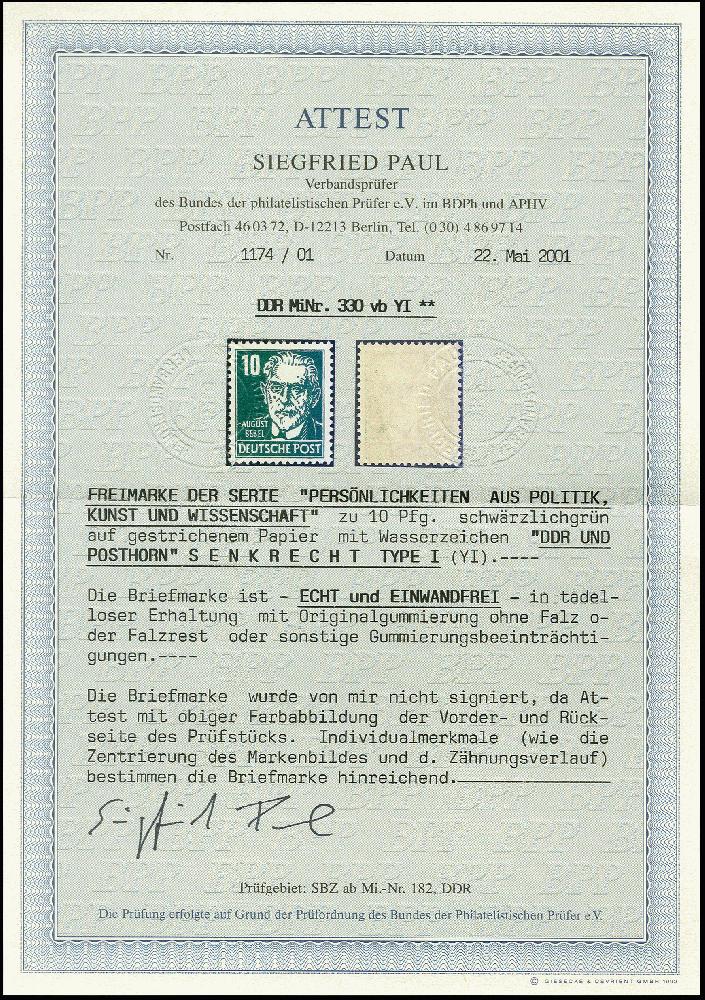 ATTEST
SIEGFRIED PAUL
Verbandsprüfer
des Bundes der philatelistischen Prüfer e.V. im BDPh und APHV
Postfach 46 03 72, D-12213 Berlin, Tel. (0 30) 4 86 97 14
Nr. 1174 / 01 Datum 22. Mai 2001
DDR MiNr. 330 vb YI **
10
AUGUST
BEBEL
DEUTSCHE POST
FREIMARKE DER SERIE "PERSÖNLICHKEITEN AUS POLITIK,
KUNST UND WISSENSCHAFT" zu 10 Pfg. schwärzlichgrün
auf gestrichenem Papier mit Wasserzeichen "DDR UND
POSTHORN" S E N K R E C H T TYPE I (YI).----
Die Briefmarke ist - ECHT und EINWANDFREI - in tadel-
loser Erhaltung mit Originalgummierung ohne Falz o-
der Falzrest oder sonstige Gummierungsbeeinträchti-
gungen.----
Die Briefmarke wurde von mir nicht signiert, da At-
test mit obiger Farbabbildung der Vorder- und Rück-
seite des Prüfstücks. Individualmerkmale (wie die
Zentrierung des Markenbildes und d. Zähnungsverlauf)
bestimmen die Briefmarke hinreichend.
Prüfgebiet: SBZ ab Mi.-Nr. 182, DDR
Die Prüfung erfolgte auf Grund der Prüfordnung des Bundes der Philatelistischen Prüfer e.V.
© GIESECKE & DEVRIENT GMBH